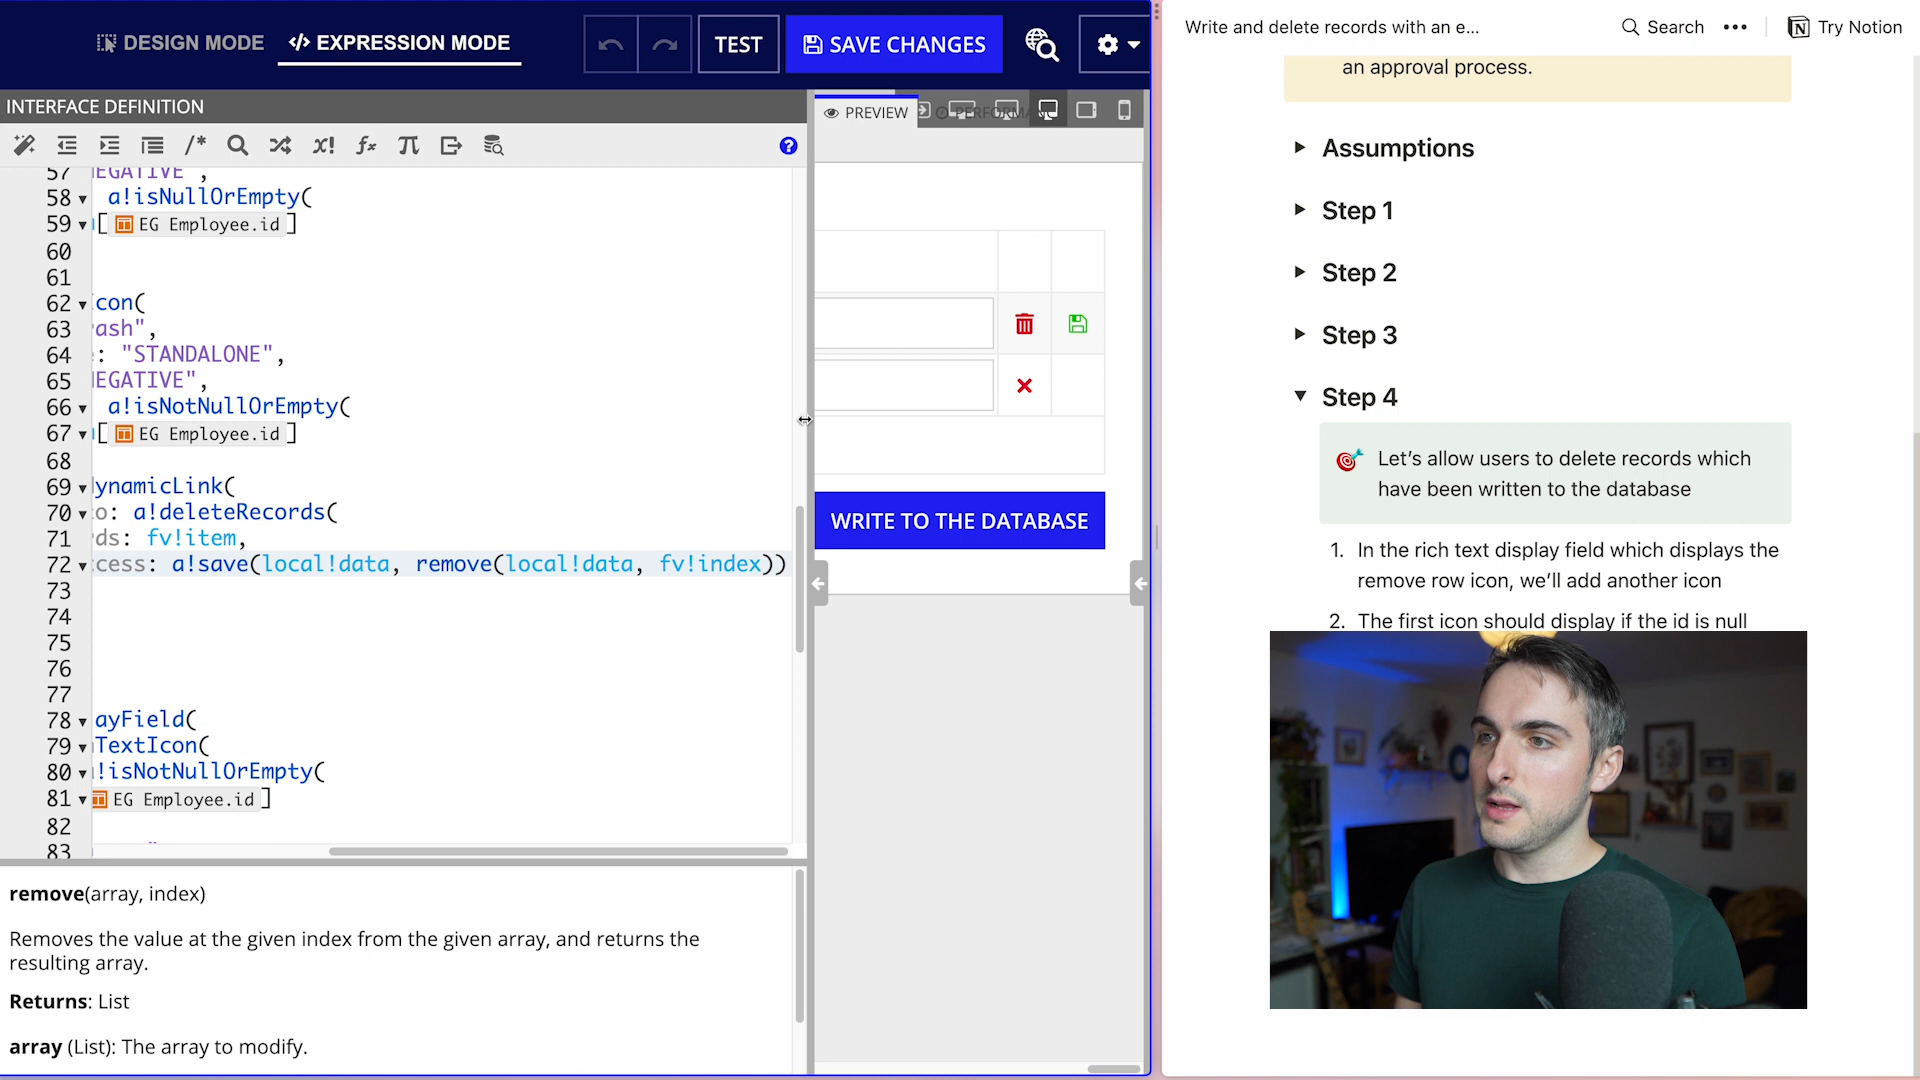 DESIGN MODE
</> EXPRESSION MODE
TEST
SAVE CHANGES
INTERFACE DEFINITION
/*
x!
fx
π
?
57 EGATIVE",
58 a!isNullOrEmpty(
59 [ EG Employee.id ]
60
61
62 con(
63 ash",
64 : "STANDALONE",
65 EGATIVE",
66 a!isNotNullOrEmpty(
67 [ EG Employee.id ]
68
69 ynamicLink(
70 o: a!deleteRecords(
71 ds: fv!item,
72 cess: a!save(local!data, remove(local!data, fv!index))
73
74
75
76
77
78 ayField(
79 TextIcon(
80 !isNotNullOrEmpty(
81 EG Employee.id ]
82
83
remove(array, index)
Removes the value at the given index from the given array, and returns the
resulting array.
Returns: List
array (List): The array to modify.
PREVIEW
PERFORMA
WRITE TO THE DATABASE
Write and delete records with an e...
Search
Try Notion
an approval process.
Assumptions
Step 1
Step 2
Step 3
Step 4
Let's allow users to delete records which
have been written to the database
1. In the rich text display field which displays the
remove row icon, we'll add another icon
2. The first icon should display if the id is null